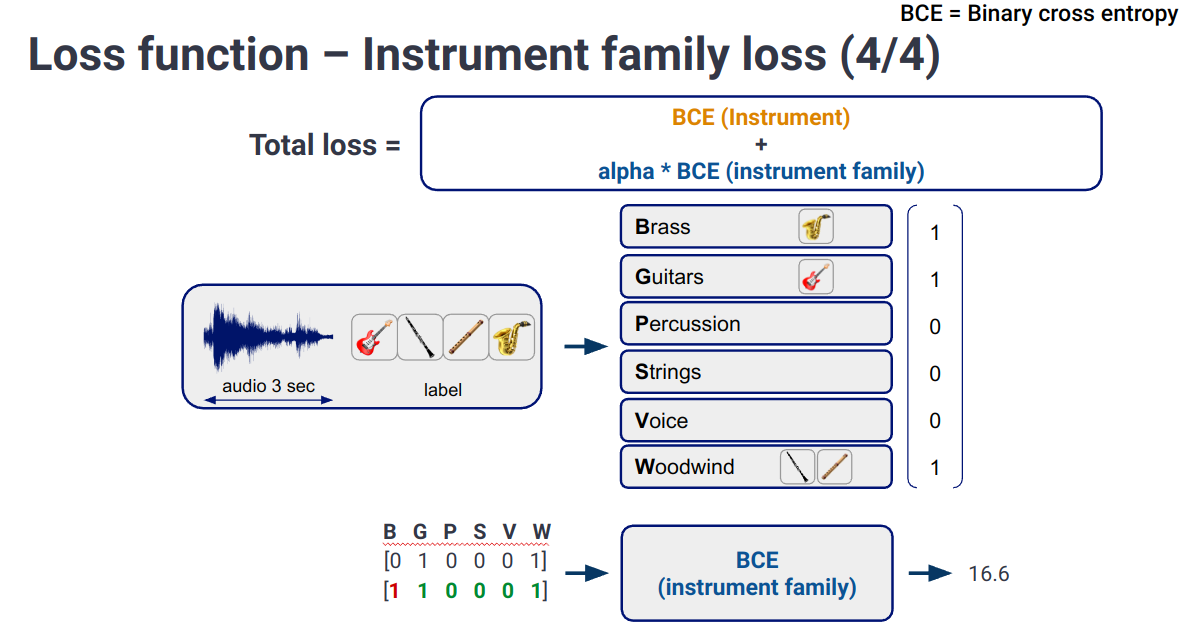 BCE = Binary cross entropy
Loss function – Instrument family loss (4/4)
Total loss =
BCE (Instrument)
+
alpha * BCE (instrument family)
audio 3 sec
label
Brass 1
Guitars 1
Percussion 0
Strings 0
Voice 0
Woodwind 1
B G P S V W
[0 1 0 0 0 1]
[1 1 0 0 0 1]
BCE
(instrument family)
16.6